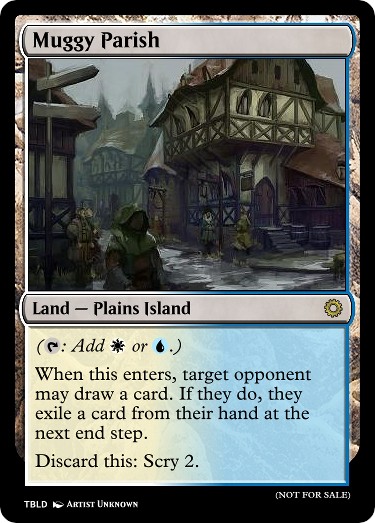 Muggy Parish
Land — Plains Island
(: Add or .)
When this enters, target opponent
may draw a card. If they do, they
exile a card from their hand at the
next end step.
Discard this: Scry 2.
TBLD Artist Unknown
(NOT FOR SALE)